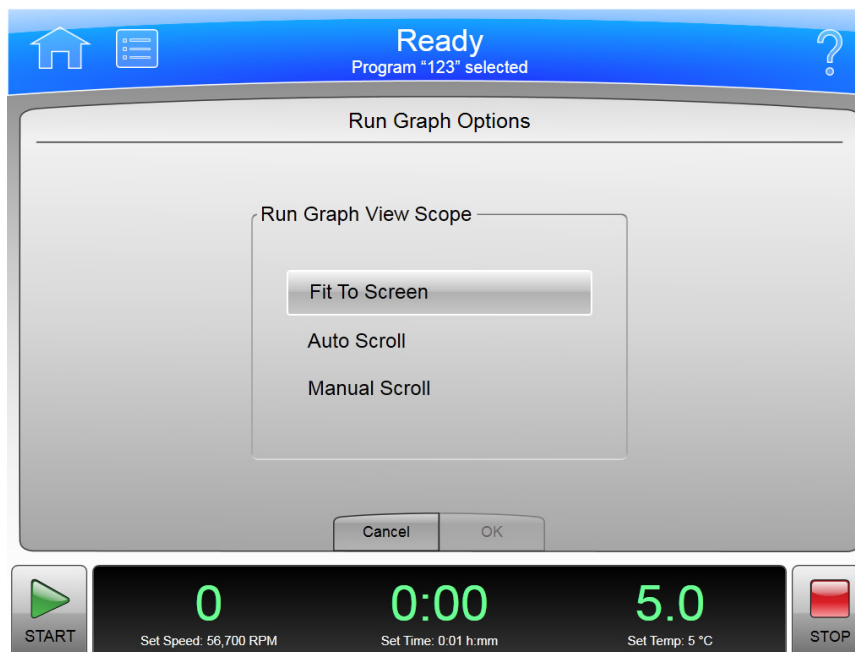 Ready
Program “123” selected
?
Run Graph Options
Run Graph View Scope
Fit To Screen
Auto Scroll
Manual Scroll
Cancel
OK
START
0
0:00
5.0
STOP
Set Speed: 56,700 RPM
Set Time: 0:01 h:mm
Set Temp: 5 °C